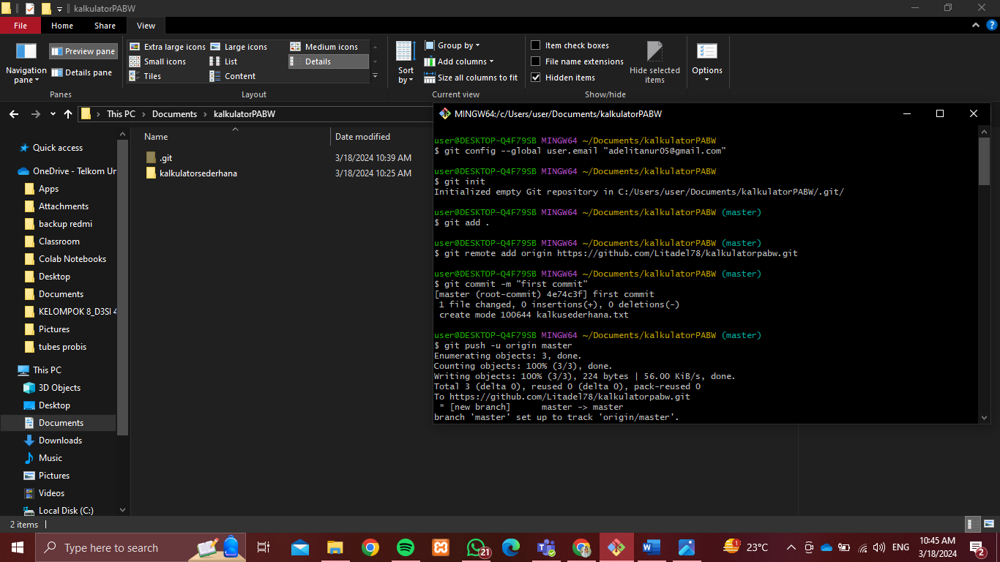 kalkulatorPABW
File
Home
Share
View
Navigation pane
Preview pane
Details pane
Panes
Extra large icons
Large icons
Medium icons
Small icons
List
Details
Tiles
Content
Layout
Sort by
Group by
Add columns
Size all columns to fit
Current view
Item check boxes
File name extensions
Hidden items
Hide selected items
Show/hide
Options
This PC
Documents
kalkulatorPABW
Quick access
OneDrive - Telkom Un
Apps
Attachments
backup redmi
Classroom
Colab Notebooks
Desktop
Documents
KELOMPOK 8_D3SI 4
Pictures
tubes probis
This PC
3D Objects
Desktop
Documents
Downloads
Music
Pictures
Videos
Local Disk (C:)
Name
Date modified
.git
3/18/2024 10:39 AM
kalkulatorsederhana
3/18/2024 10:25 AM
MINGW64:/c/Users/user/Documents/kalkulatorPABW
user@DESKTOP-Q4F79SB MINGW64 ~/Documents/kalkulatorPABW
$ git config --global user.email "adelitanur05@gmail.com"
user@DESKTOP-Q4F79SB MINGW64 ~/Documents/kalkulatorPABW
$ git init
Initialized empty Git repository in C:/Users/user/Documents/kalkulatorPABW/.git/
user@DESKTOP-Q4F79SB MINGW64 ~/Documents/kalkulatorPABW (master)
$ git add .
user@DESKTOP-Q4F79SB MINGW64 ~/Documents/kalkulatorPABW (master)
$ git remote add origin https://github.com/Litadel78/kalkulatorpabw.git
user@DESKTOP-Q4F79SB MINGW64 ~/Documents/kalkulatorPABW (master)
$ git commit -m "first commit"
[master (root-commit) 4e74c3f] first commit
1 file changed, 0 insertions(+), 0 deletions(-)
create mode 100644 kalkusederhana.txt
user@DESKTOP-Q4F79SB MINGW64 ~/Documents/kalkulatorPABW (master)
$ git push -u origin master
Enumerating objects: 3, done.
Counting objects: 100% (3/3), done.
Writing objects: 100% (3/3), 224 bytes | 56.00 KiB/s, done.
Total 3 (delta 0), reused 0 (delta 0), pack-reused 0
To https://github.com/Litadel78/kalkulatorpabw.git
* [new branch] master -> master
branch 'master' set up to track 'origin/master'.
2 items
Type here to search
21
1
23°C
ENG
10:45 AM
3/18/2024
2